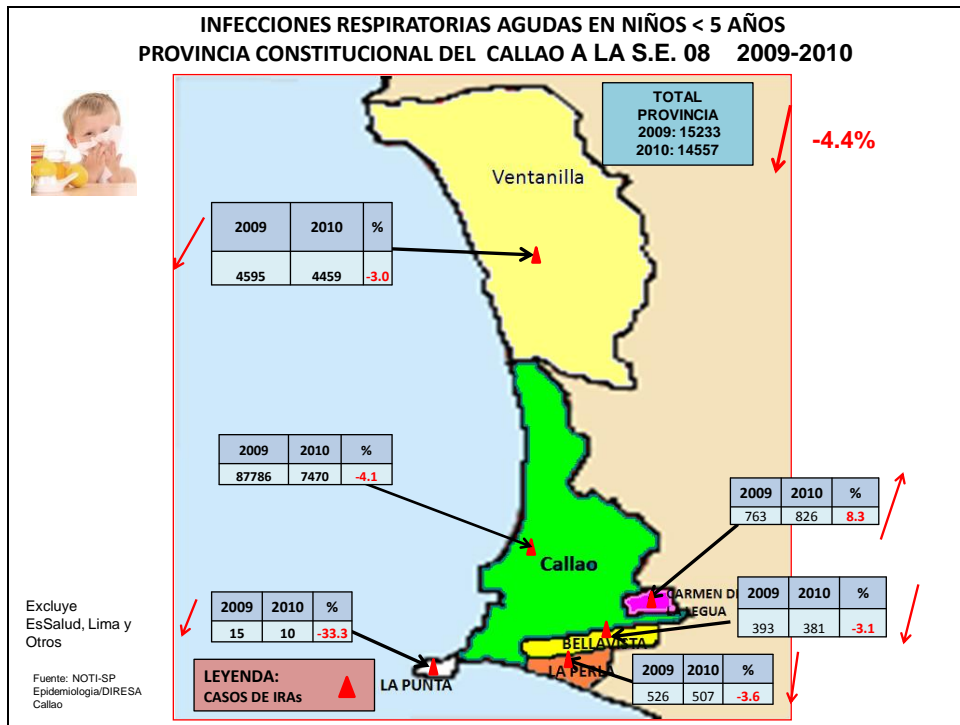 INFECCIONES RESPIRATORIAS AGUDAS EN NIÑOS < 5 AÑOS
PROVINCIA CONSTITUCIONAL DEL CALLAO A LA S.E. 08 2009-2010
TOTAL
PROVINCIA
2009: 15233
2010: 14557
-4.4%
Ventanilla
2009 2010 %
4595 4459 -3.0
2009 2010 %
87786 7470 -4.1
2009 2010 %
763 826 8.3
Callao
CARMEN DE
LEGUA
2009 2010 %
393 381 -3.1
Excluye
EsSalud, Lima y
Otros
2009 2010 %
15 10 -33.3
BELLAVISTA
LA PERLA
2009 2010 %
526 507 -3.6
LA PUNTA
LEYENDA:
CASOS DE IRAs
Fuente: NOTI-SP
Epidemiologia/DIRESA
Callao